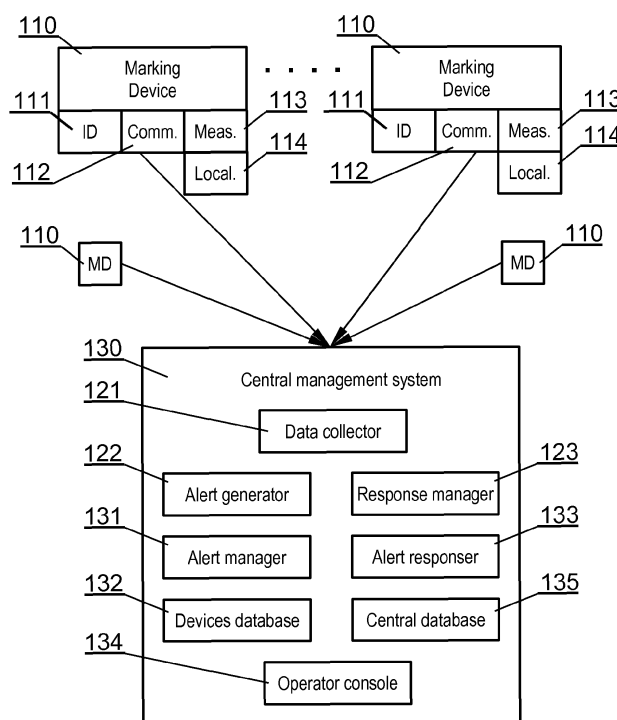 110
110
Marking
Device
Marking
Device
111
113
111
113
ID
Comm.
Meas.
ID
Comm.
Meas.
112
114
112
114
Local.
Local.
110
110
MD
MD
130
Central management system
121
Data collector
122
123
Alert generator
Response manager
131
133
Alert manager
Alert responser
132
135
Devices database
Central database
134
Operator console